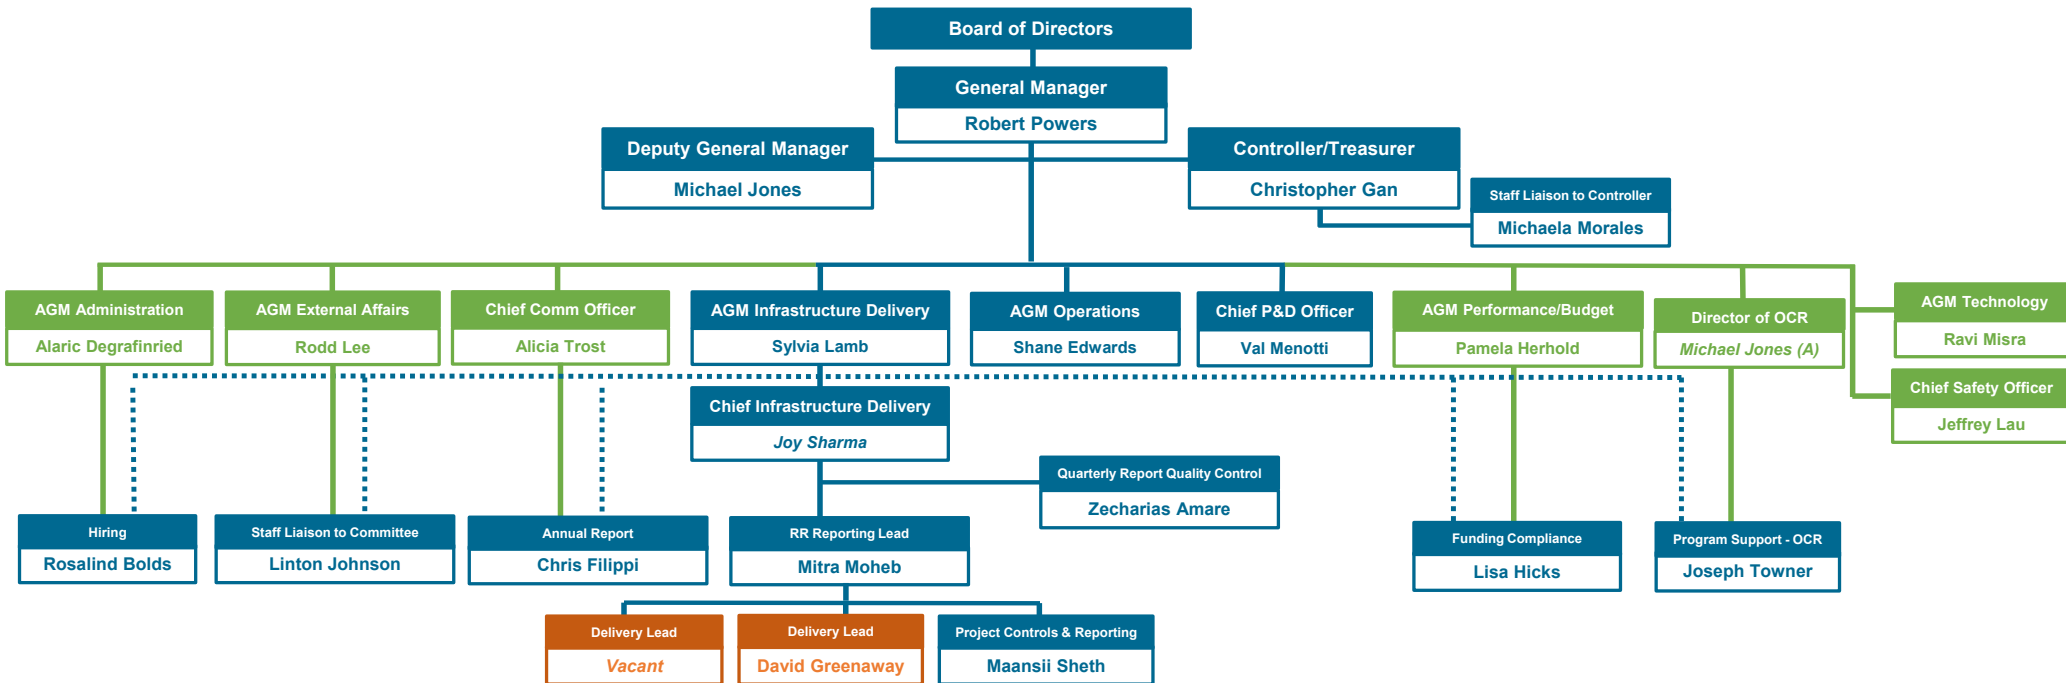 Board of Directors
General Manager
Robert Powers
Deputy General Manager
Michael Jones
Controller/Treasurer
Christopher Gan
Staff Liaison to Controller
Michaela Morales
AGM Administration
Alaric Degrafinried
AGM External Affairs
Rodd Lee
Chief Comm Officer
Alicia Trost
AGM Infrastructure Delivery
Sylvia Lamb
AGM Operations
Shane Edwards
Chief P&D Officer
Val Menotti
AGM Performance/Budget
Pamela Herhold
Director of OCR
Michael Jones (A)
AGM Technology
Ravi Misra
Chief Safety Officer
Jeffrey Lau
Chief Infrastructure Delivery
Joy Sharma
Quarterly Report Quality Control
Zecharias Amare
Hiring
Rosalind Bolds
Staff Liaison to Committee
Linton Johnson
Annual Report
Chris Filippi
RR Reporting Lead
Mitra Moheb
Funding Compliance
Lisa Hicks
Program Support - OCR
Joseph Towner
Delivery Lead
Vacant
Delivery Lead
David Greenaway
Project Controls & Reporting
Maansii Sheth